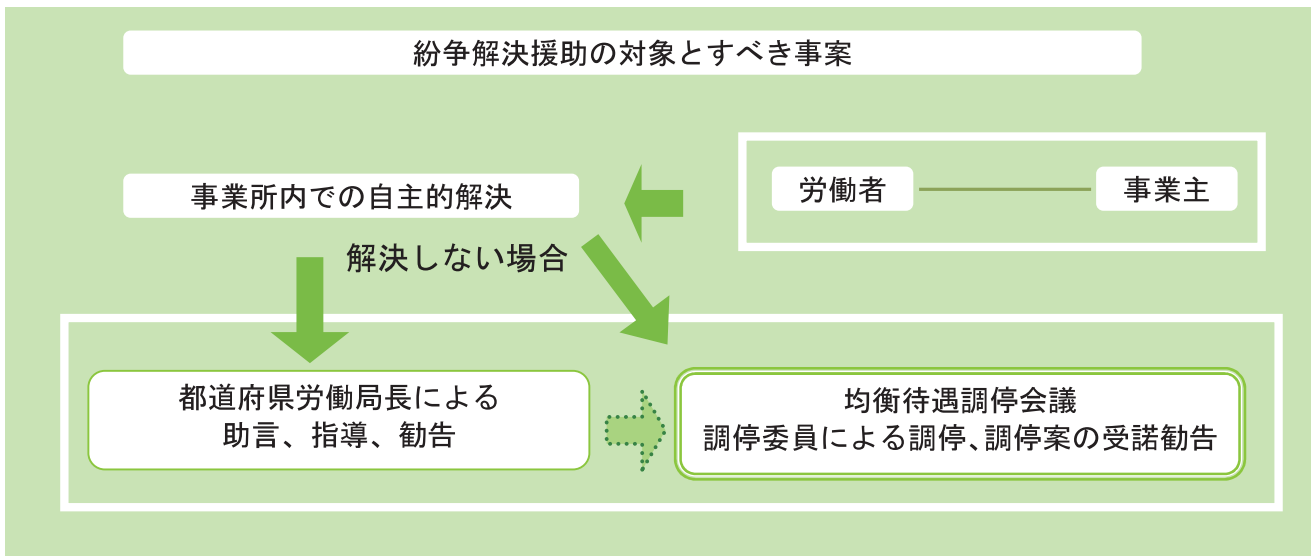 紛争解決援助の対象とすべき事案
労働者
事業主
事業所内での自主的解決
解決しない場合
都道府県労働局長による
助言、指導、勧告
均衡待遇調停会議
調停委員による調停、調停案の受諾勧告